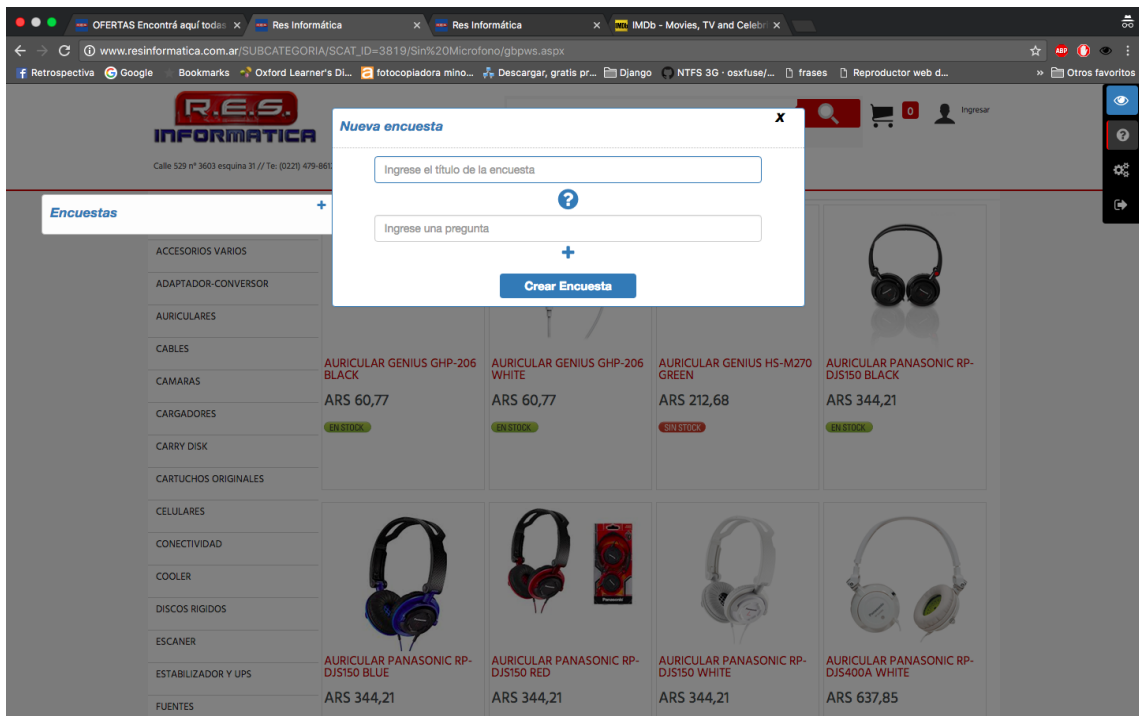 OFERTAS Encontrá aquí todas
Res Informática
Res Informática
IMDb - Movies, TV and Celebri
www.resinformatica.com.ar/SUBCATEGORIA/SCAT_ID=3819/Sin%20Microfono/gbpws.aspx
ABP
Retrospectiva
Google
Bookmarks
Oxford Learner's Di...
fotocopiadora mino...
Descargar, gratis pr...
Django
NTFS 3G · osxfuse/...
frases
Reproductor web d...
» Otros favoritos
R.E.S.
INFORMATICA
Calle 529 nº 3603 esquina 31 // Te: (0221) 479-861
0
Ingresar
Nueva encuesta
X
Ingrese el título de la encuesta
?
Ingrese una pregunta
+
Crear Encuesta
Encuestas +
ACCESORIOS VARIOS
ADAPTADOR-CONVERSOR
AURICULARES
CABLES
CAMARAS
CARGADORES
CARRY DISK
CARTUCHOS ORIGINALES
CELULARES
CONECTIVIDAD
COOLER
DISCOS RIGIDOS
ESCANER
ESTABILIZADOR Y UPS
FUENTES
AURICULAR GENIUS GHP-206
BLACK
ARS 60,77
EN STOCK
AURICULAR GENIUS GHP-206
WHITE
ARS 60,77
EN STOCK
AURICULAR GENIUS HS-M270
GREEN
ARS 212,68
SIN STOCK
AURICULAR PANASONIC RP-
DJS150 BLACK
ARS 344,21
EN STOCK
AURICULAR PANASONIC RP-
DJS150 BLUE
ARS 344,21
Panasonic
AURICULAR PANASONIC RP-
DJS150 RED
ARS 344,21
AURICULAR PANASONIC RP-
DJS150 WHITE
ARS 344,21
AURICULAR PANASONIC RP-
DJS400A WHITE
ARS 637,85